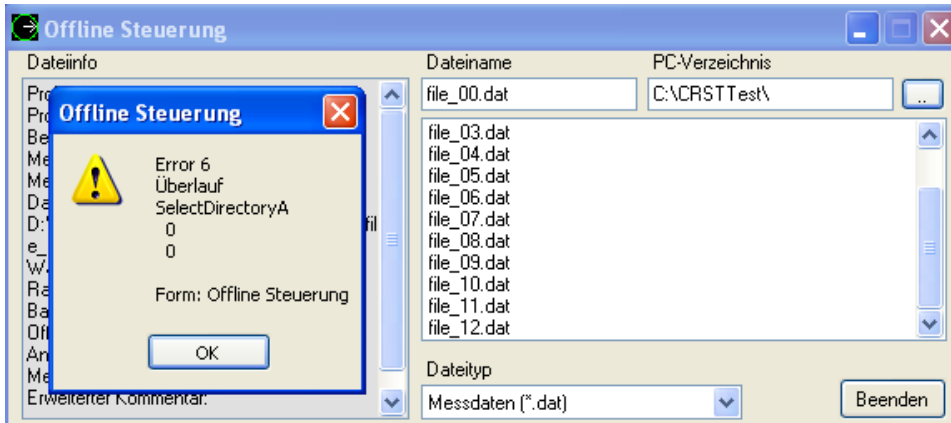 Offline Steuerung
Dateiinfo
Dateiname
PC-Verzeichnis
file_00.dat
C:\CRSTTest\
..
Offline Steuerung
Error 6
Überlauf
SelectDirectoryA
0
0
Form: Offline Steuerung
OK
D:
e_
Erweiterter Kommentar:
file_03.dat
file_04.dat
file_05.dat
file_06.dat
file_07.dat
file_08.dat
file_09.dat
file_10.dat
file_11.dat
file_12.dat
Dateityp
Messdaten (*.dat)
Beenden